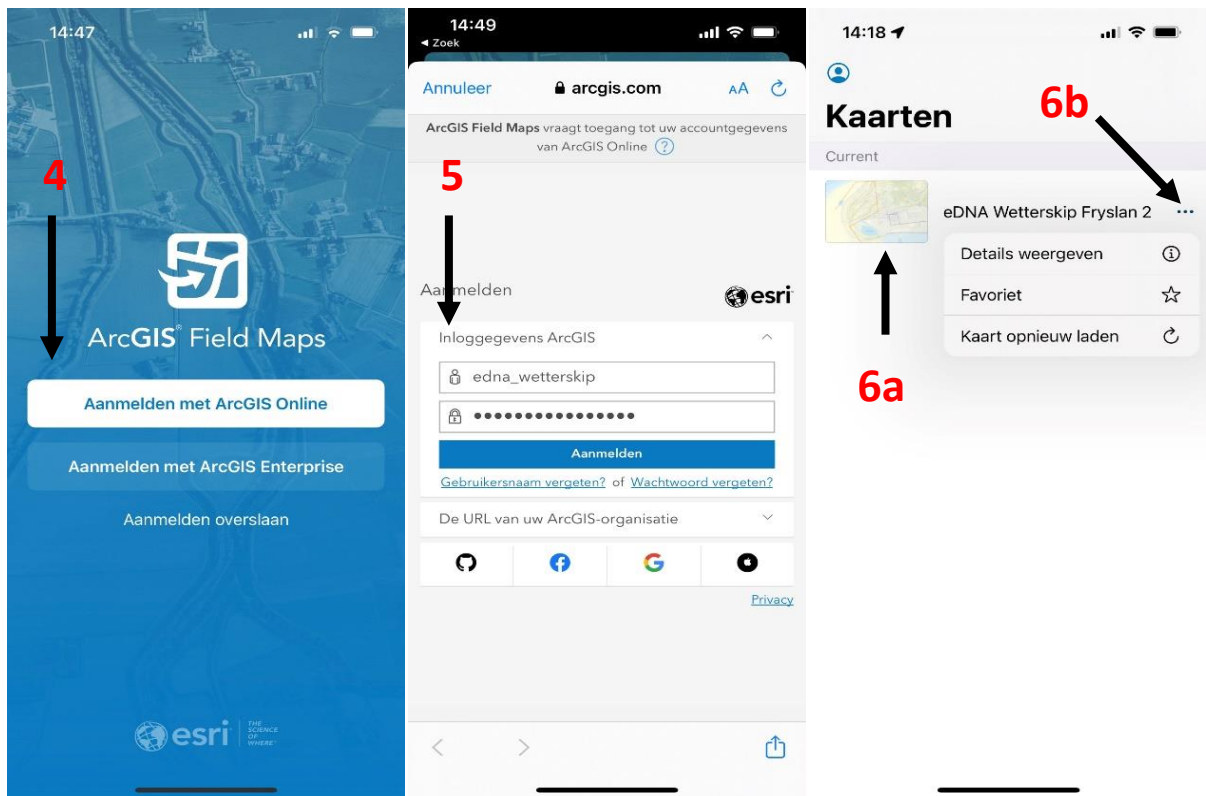 14:47
4
ArcGIS® Field Maps
Aanmelden met ArcGIS Online
Aanmelden met ArcGIS Enterprise
Aanmelden overslaan
esri
THE
SCIENCE
OF
WHERE™
14:49
◄ Zoek
Annuleer
arcgis.com
AA
ArcGIS Field Maps vraagt toegang tot uw accountgegevens
van ArcGIS Online ?
5
Aanmelden
esri
Inloggegevens ArcGIS
edna_wetterskip
Aanmelden
Gebruikersnaam vergeten? of Wachtwoord vergeten?
De URL van uw ArcGIS-organisatie
Privacy
14:18
Kaarten
6b
Current
eDNA Wetterskip Fryslan 2 ...
Details weergeven
Favoriet
Kaart opnieuw laden
6a